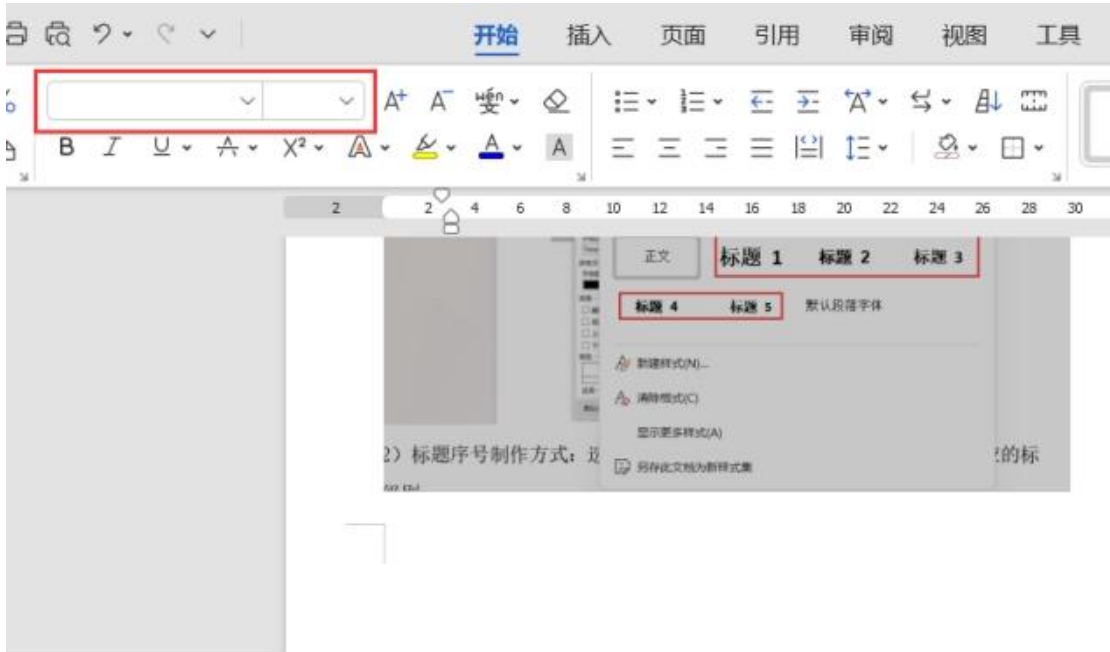 开始 插入 页面 引用 审阅 视图 工具
A+ A- wén 变 A
B I U A X² A A A
2 2 4 6 8 10 12 14 16 18 20 22 24 26 28 30
正文 标题 1 标题 2 标题 3
标题 4 标题 5 默认段落字体
新建样式(N)...
清除格式(C)
显示更多样式(A)
2）标题序号制作方式： 的标
另存此文档为新样式集